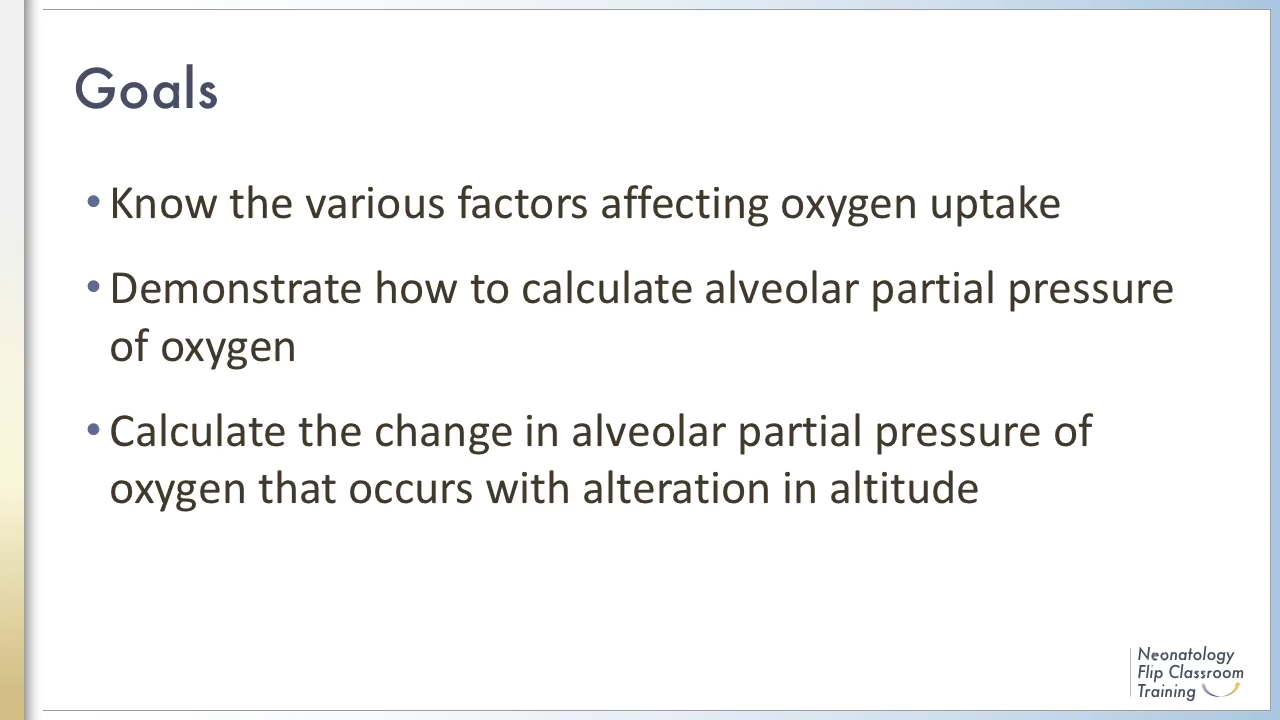 Goals
• Know the various factors affecting oxygen uptake
• Demonstrate how to calculate alveolar partial pressure
of oxygen
• Calculate the change in alveolar partial pressure of
oxygen that occurs with alteration in altitude
Neonatology
Flip Classroom
Training